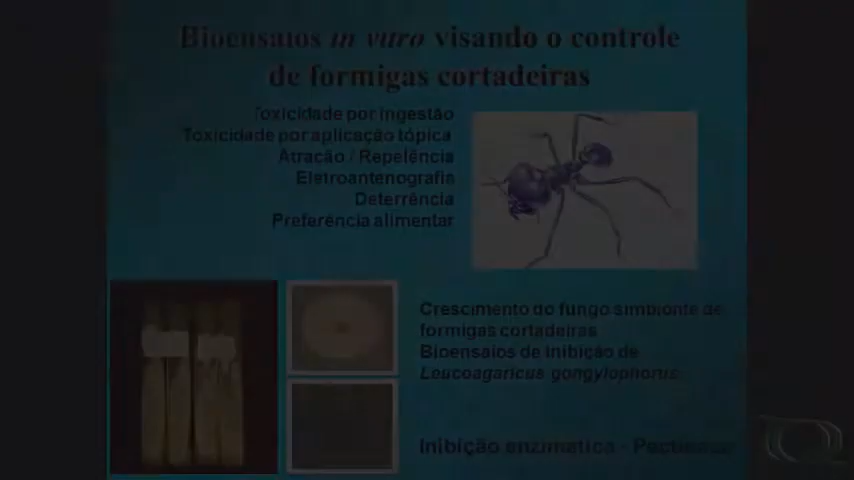 Bioensaios in vitro visando o controle
de formigas cortadeiras
Toxicidade por ingestão
Toxicidade por aplicação tópica
Atração / Repelência
Eletroantenografia
Deterrência
Preferência alimentar
Crescimento do fungo simbionte de
formigas cortadeiras
Bioensaios de Inibição de
Leucoagaricus gongylophorus
Inibição enzimática - Pectinase